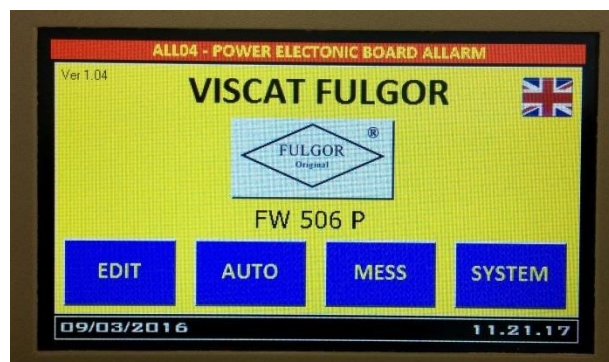 ALL04 - POWER ELECTONIC BOARD ALLARM
Ver 1.04
VISCAT FULGOR
FULGOR ®
Original
FW 506 P
EDIT AUTO MESS SYSTEM
09/03/2016 11.21.17